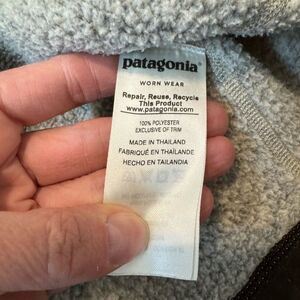 patagonia®
WORN WEAR
Repair, Reuse, Recycle
This Product
www.patagonia.com
100% POLYESTER
EXCLUSIVE OF TRIM
MADE IN THAILAND
FABRIQUÉ EN THAÏLANDE
HECHO EN TAILANDIA